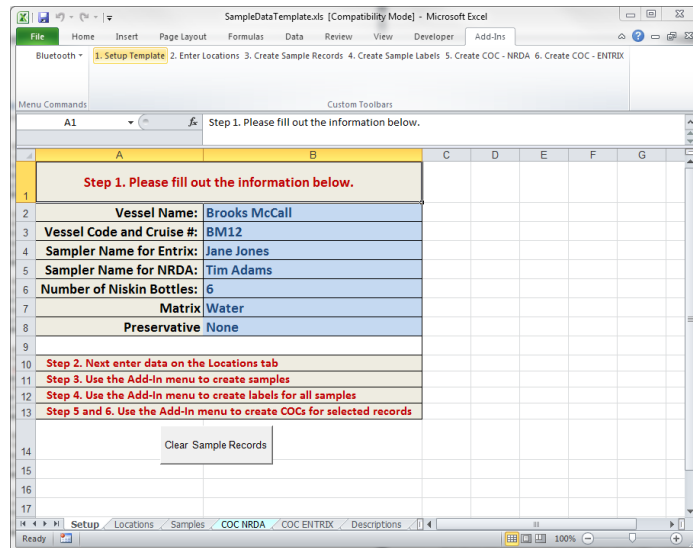 SampleDataTemplate.xls [Compatibility Mode] - Microsoft Excel
File Home Insert Page Layout Formulas Data Review View Developer Add-Ins
Bluetooth 1. Setup Template 2. Enter Locations 3. Create Sample Records 4. Create Sample Labels 5. Create COC - NRDA 6. Create COC - ENTRIX
Menu Commands Custom Toolbars
A1 fx Step 1. Please fill out the information below.
A B C D E F G
1 Step 1. Please fill out the information below.
2 Vessel Name: Brooks McCall
3 Vessel Code and Cruise #: BM12
4 Sampler Name for Entrix: Jane Jones
5 Sampler Name for NRDA: Tim Adams
6 Number of Niskin Bottles: 6
7 Matrix Water
8 Preservative None
9
10 Step 2. Next enter data on the Locations tab
11 Step 3. Use the Add-In menu to create samples
12 Step 4. Use the Add-In menu to create labels for all samples
13 Step 5 and 6. Use the Add-In menu to create COCs for selected records
14 Clear Sample Records
15
16
17
Setup Locations Samples COC NRDA COC ENTRIX Descriptions
Ready 100%